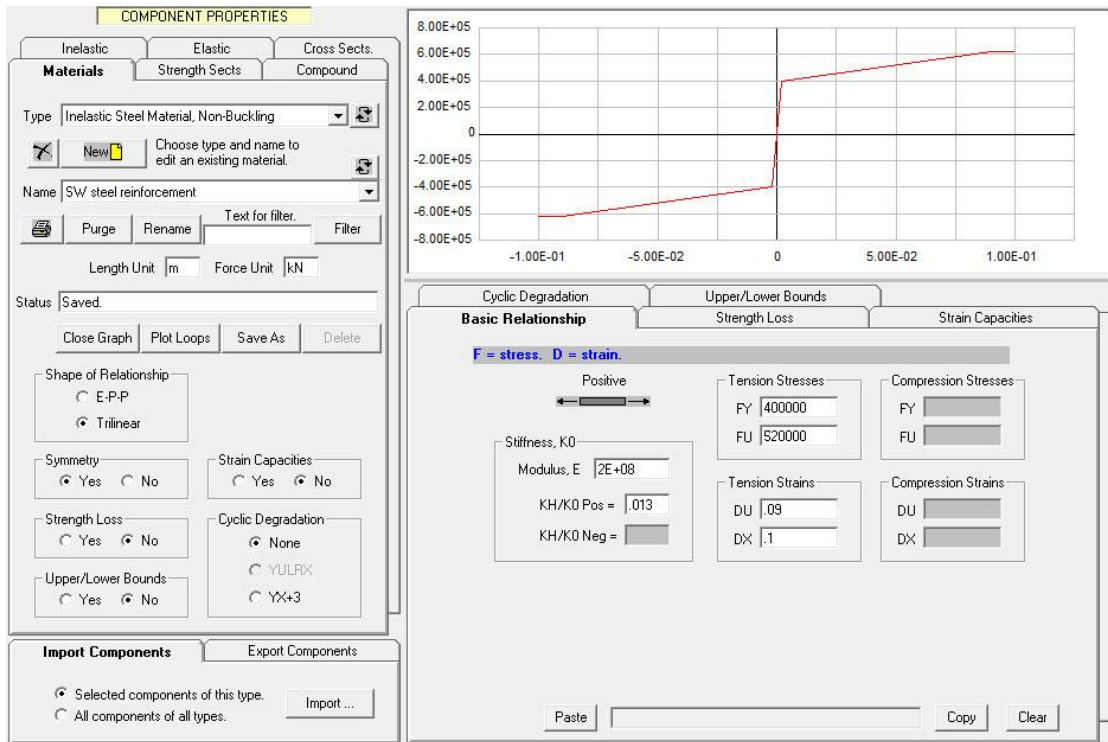 COMPONENT PROPERTIES
Inelastic Elastic Cross Sects.
Materials Strength Sects Compound
Type Inelastic Steel Material, Non-Buckling
New Choose type and name to
edit an existing material.
Name SW steel reinforcement
Text for filter.
Purge Rename Filter
Length Unit m Force Unit kN
Status Saved.
Close Graph Plot Loops Save As Delete
Shape of Relationship
E-P-P
Trilinear
Symmetry
Yes No
Strain Capacities
Yes No
Strength Loss
Yes No
Cyclic Degradation
None
YULRX
YX+3
Upper/Lower Bounds
Yes No
Import Components Export Components
Selected components of this type.
All components of all types.
Import ...
8.00E+05
6.00E+05
4.00E+05
2.00E+05
0
-2.00E+05
-4.00E+05
-6.00E+05
-8.00E+05
-1.00E-01 -5.00E-02 0 5.00E-02 1.00E-01
Cyclic Degradation Upper/Lower Bounds
Basic Relationship Strength Loss Strain Capacities
F = stress. D = strain.
Positive
Stiffness, K0
Modulus, E 2E+08
KH/K0 Pos = .013
KH/K0 Neg =
Tension Stresses
FY 400000
FU 520000
Compression Stresses
FY
FU
Tension Strains
DU .09
DX .1
Compression Strains
DU
DX
Paste Copy Clear